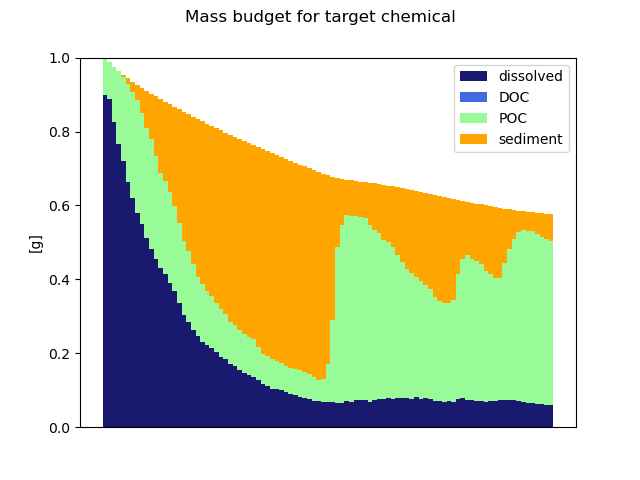 Mass budget for target chemical
1.0
0.8
0.6
0.4
0.2
0.0
[g]
dissolved
DOC
POC
sediment